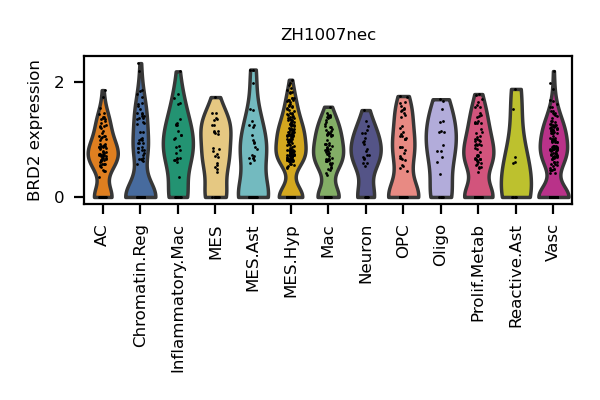 ZH1007nec
BRD2 expression
2
0
AC
Chromatin.Reg
Inflammatory.Mac
MES
MES.Ast
MES.Hyp
Mac
Neuron
OPC
Oligo
Prolif.Metab
Reactive.Ast
Vasc